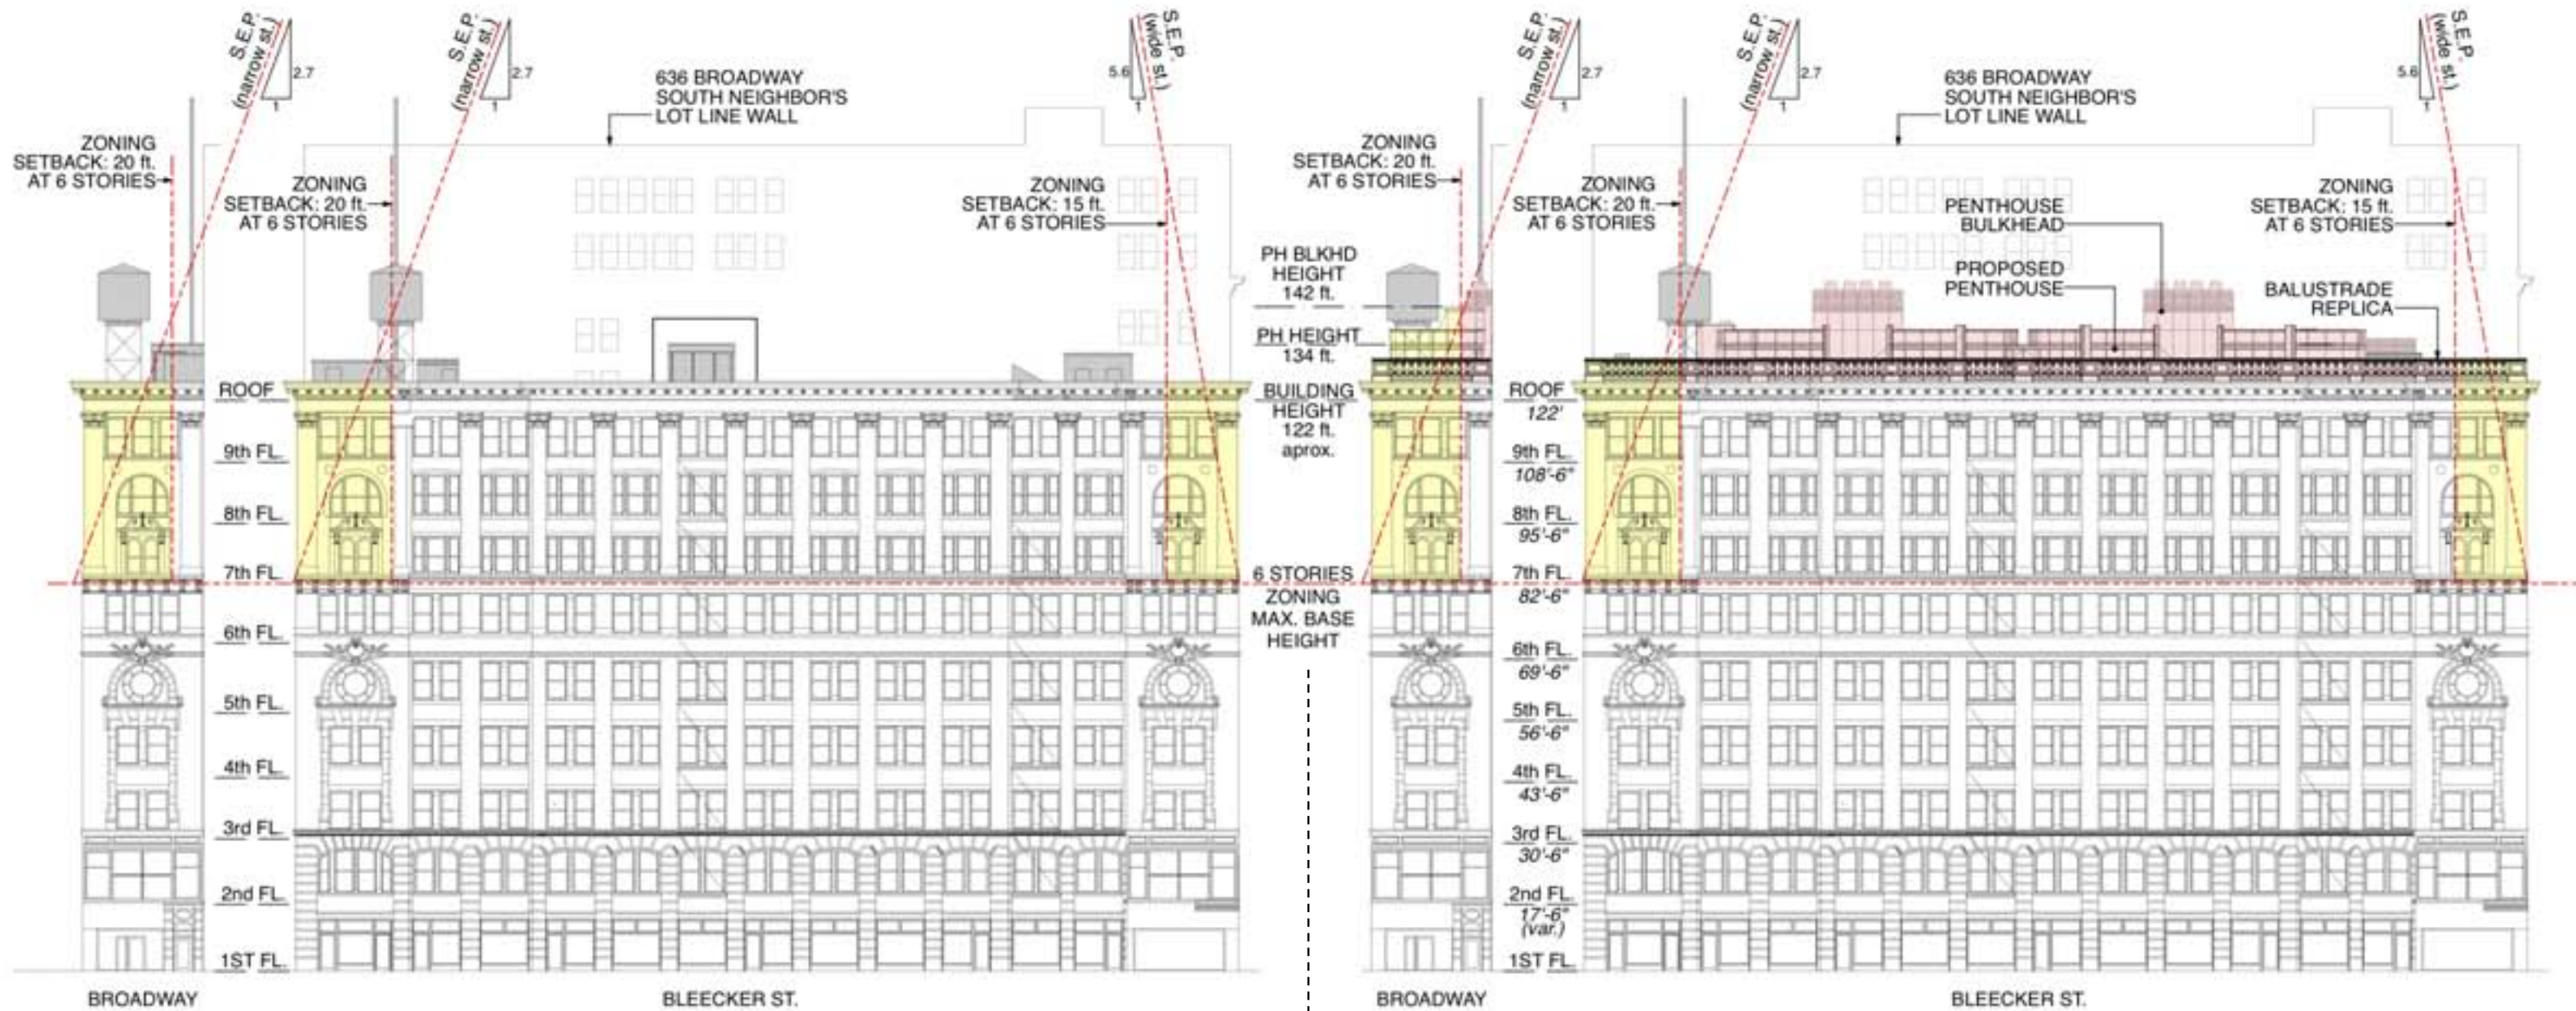 S.E.P.
(narrow st.)
2.7
1
S.E.P.
(narrow st.)
2.7
1
636 BROADWAY
SOUTH NEIGHBOR'S
LOT LINE WALL
5.6
1
S.E.P.
(wide st.)
ZONING
SETBACK: 20 ft.
AT 6 STORIES
ZONING
SETBACK: 20 ft.
AT 6 STORIES
ZONING
SETBACK: 15 ft.
AT 6 STORIES
ROOF
9th FL.
8th FL.
7th FL.
6th FL.
5th FL.
4th FL.
3rd FL.
2nd FL.
1ST FL.
BROADWAY
BLEECKER ST.
PH BLKHD
HEIGHT
142 ft.
PH HEIGHT
134 ft.
BUILDING
HEIGHT
122 ft.
aprox.
6 STORIES
ZONING
MAX. BASE
HEIGHT
S.E.P.
(narrow st.)
2.7
1
S.E.P.
(narrow st.)
2.7
1
636 BROADWAY
SOUTH NEIGHBOR'S
LOT LINE WALL
5.6
1
S.E.P.
(wide st.)
ZONING
SETBACK: 20 ft.
AT 6 STORIES
ZONING
SETBACK: 20 ft.
AT 6 STORIES
PENTHOUSE
BULKHEAD
PROPOSED
PENTHOUSE
ZONING
SETBACK: 15 ft.
AT 6 STORIES
BALUSTRADE
REPLICA
ROOF
122'
9th FL.
108'-6"
8th FL.
95'-6"
7th FL.
82'-6"
6th FL.
69'-6"
5th FL.
56'-6"
4th FL.
43'-6"
3rd FL.
30'-6"
2nd FL.
17'-6"
(var.)
1ST FL.
BROADWAY
BLEECKER ST.